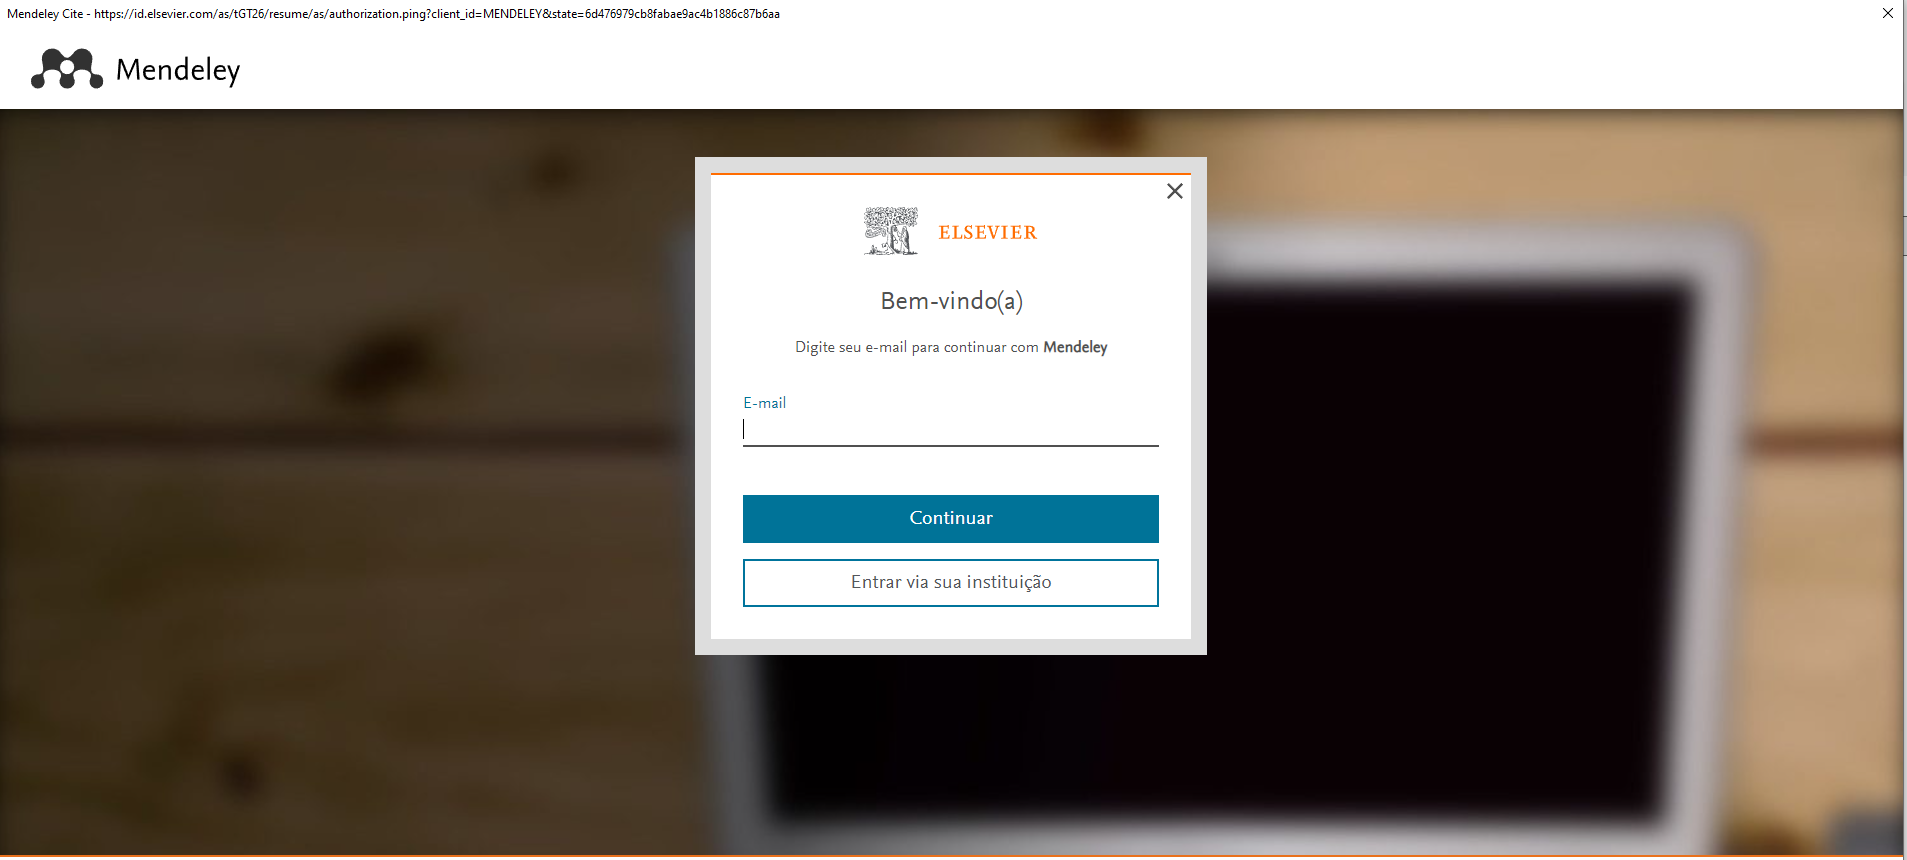 Mendeley Cite - https://id.elsevier.com/as/tGT26/resume/as/authorization.ping?client_id=MENDELEY&state=6d476979cb8fabae9ac4b1886c87b6aa
Mendeley
ELSEVIER
Bem-vindo(a)
Digite seu e-mail para continuar com Mendeley
E-mail
Continuar
Entrar via sua instituição